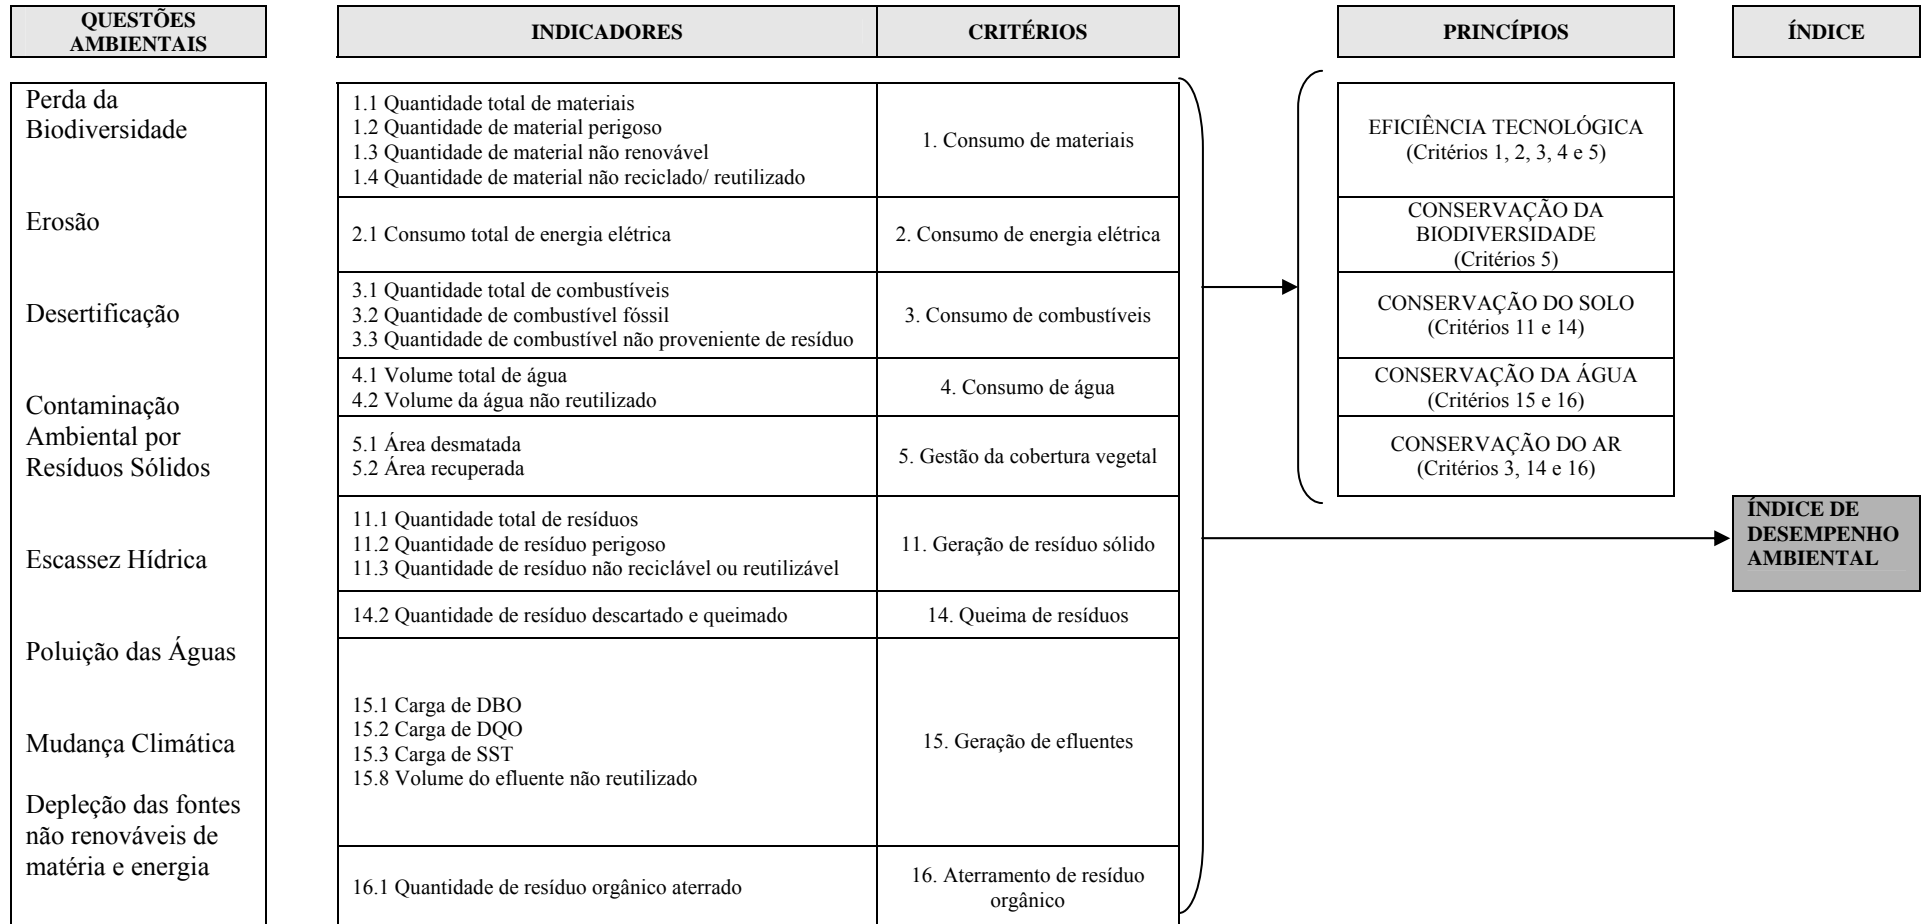 QUESTÕES
AMBIENTAIS
INDICADORES
CRITÉRIOS
PRINCÍPIOS
ÍNDICE
Perda da
Biodiversidade
Erosão
Desertificação
Contaminação
Ambiental por
Resíduos Sólidos
Escassez Hídrica
Poluição das Águas
Mudança Climática
Depleção das fontes
não renováveis de
matéria e energia
1.1 Quantidade total de materiais
1.2 Quantidade de material perigoso
1.3 Quantidade de material não renovável
1.4 Quantidade de material não reciclado/ reutilizado
1. Consumo de materiais
2.1 Consumo total de energia elétrica
2. Consumo de energia elétrica
3.1 Quantidade total de combustíveis
3.2 Quantidade de combustível fóssil
3.3 Quantidade de combustível não proveniente de resíduo
3. Consumo de combustíveis
4.1 Volume total de água
4.2 Volume da água não reutilizado
4. Consumo de água
5.1 Área desmatada
5.2 Área recuperada
5. Gestão da cobertura vegetal
11.1 Quantidade total de resíduos
11.2 Quantidade de resíduo perigoso
11.3 Quantidade de resíduo não reciclável ou reutilizável
11. Geração de resíduo sólido
14.2 Quantidade de resíduo descartado e queimado
14. Queima de resíduos
15.1 Carga de DBO
15.2 Carga de DQO
15.3 Carga de SST
15.8 Volume do efluente não reutilizado
15. Geração de efluentes
16.1 Quantidade de resíduo orgânico aterrado
16. Aterramento de resíduo
orgânico
EFICIÊNCIA TECNOLÓGICA
(Critérios 1, 2, 3, 4 e 5)
CONSERVAÇÃO DA
BIODIVERSIDADE
(Critérios 5)
CONSERVAÇÃO DO SOLO
(Critérios 11 e 14)
CONSERVAÇÃO DA ÁGUA
(Critérios 15 e 16)
CONSERVAÇÃO DO AR
(Critérios 3, 14 e 16)
ÍNDICE DE
DESEMPENHO
AMBIENTAL